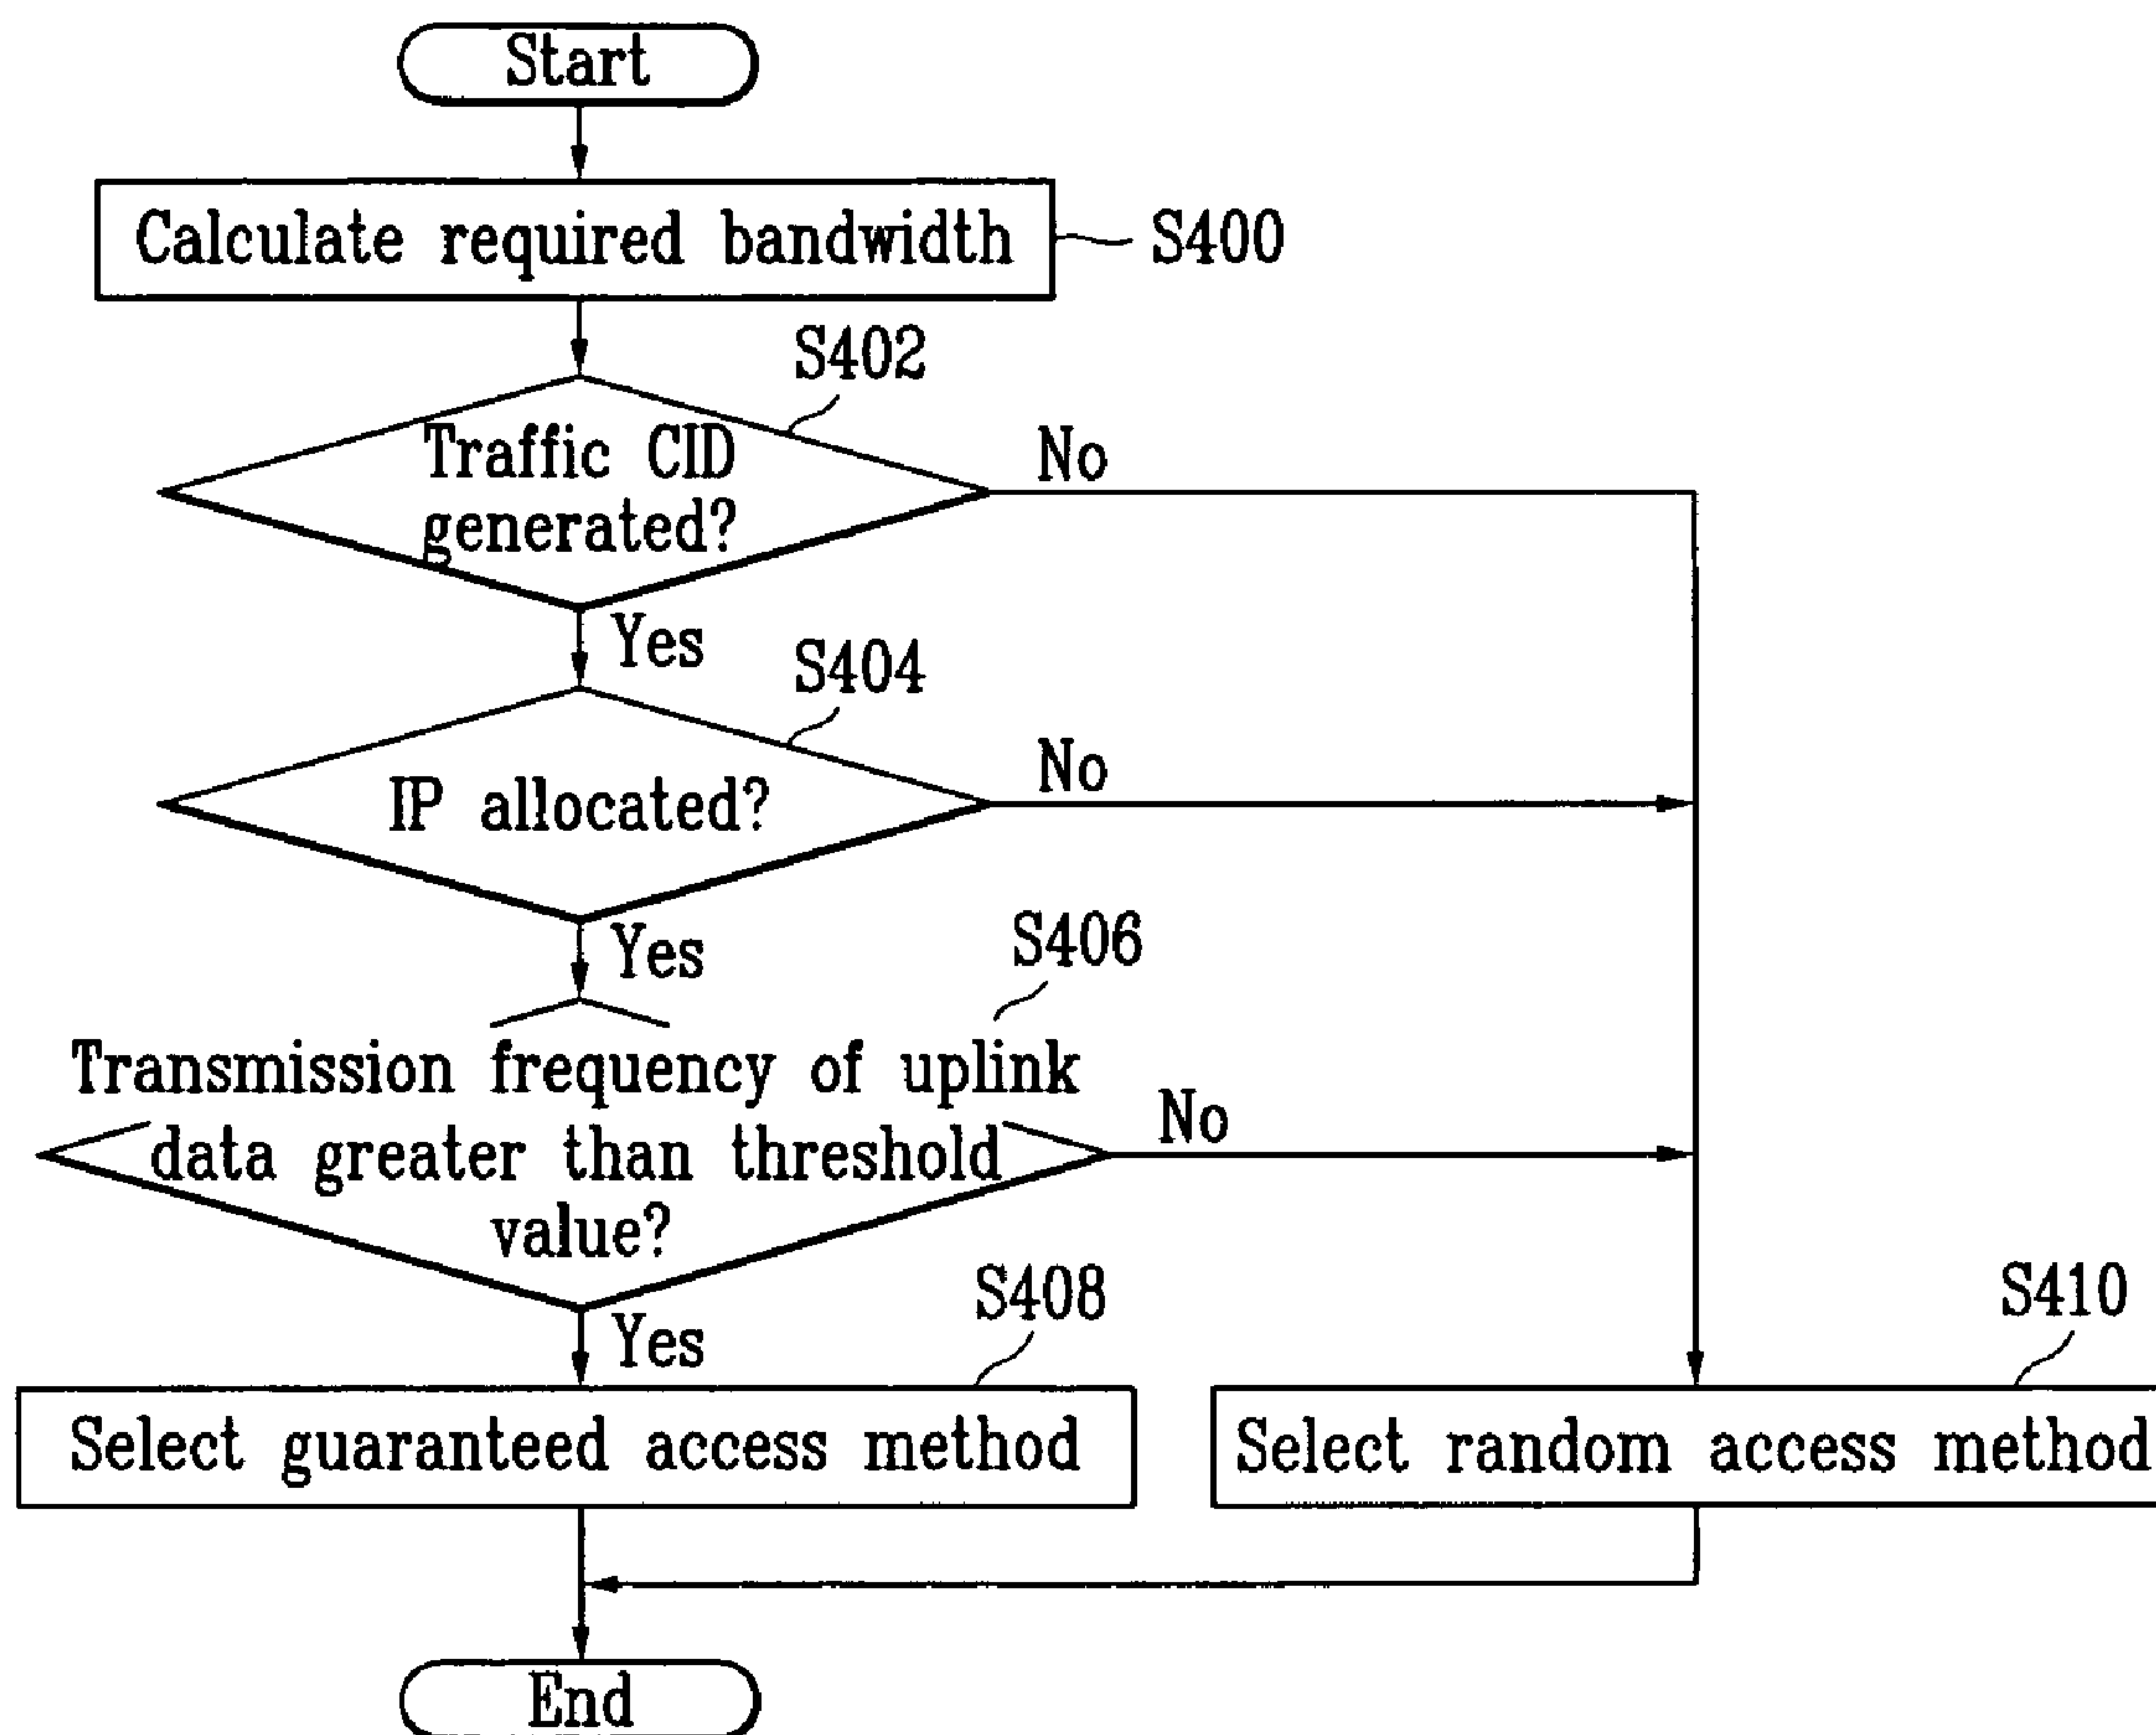 Start
Calculate required bandwidth
S400
S402
Traffic CID
generated?
No
Yes
S404
IP allocated?
No
Yes
S406
Transmission frequency of uplink
data greater than threshold
value?
No
Yes
S408
Select guaranteed access method
S410
Select random access method
End